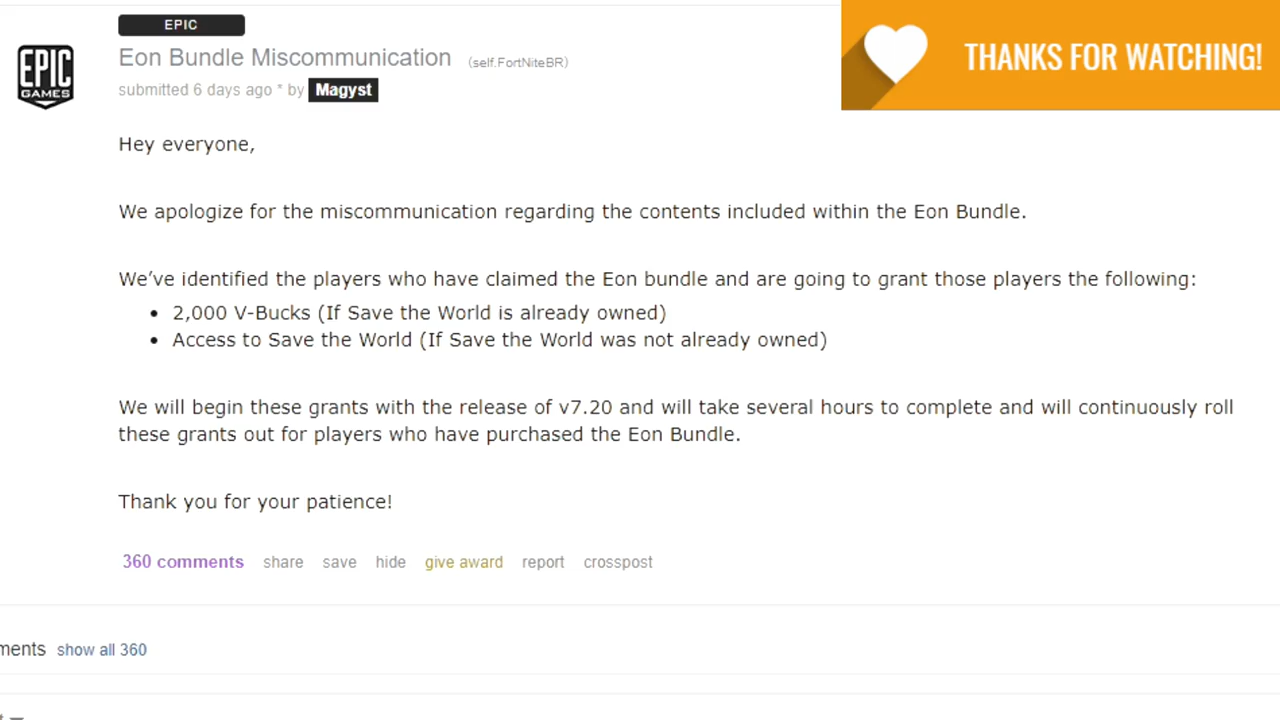 EPIC
EPIC
GAMES
Eon Bundle Miscommunication (self.FortNiteBR)
submitted 6 days ago * by Magyst
THANKS FOR WATCHING!
Hey everyone,
We apologize for the miscommunication regarding the contents included within the Eon Bundle.
We’ve identified the players who have claimed the Eon bundle and are going to grant those players the following:
• 2,000 V-Bucks (If Save the World is already owned)
• Access to Save the World (If Save the World was not already owned)
We will begin these grants with the release of v7.20 and will take several hours to complete and will continuously roll
these grants out for players who have purchased the Eon Bundle.
Thank you for your patience!
360 comments share save hide give award report crosspost
ments show all 360